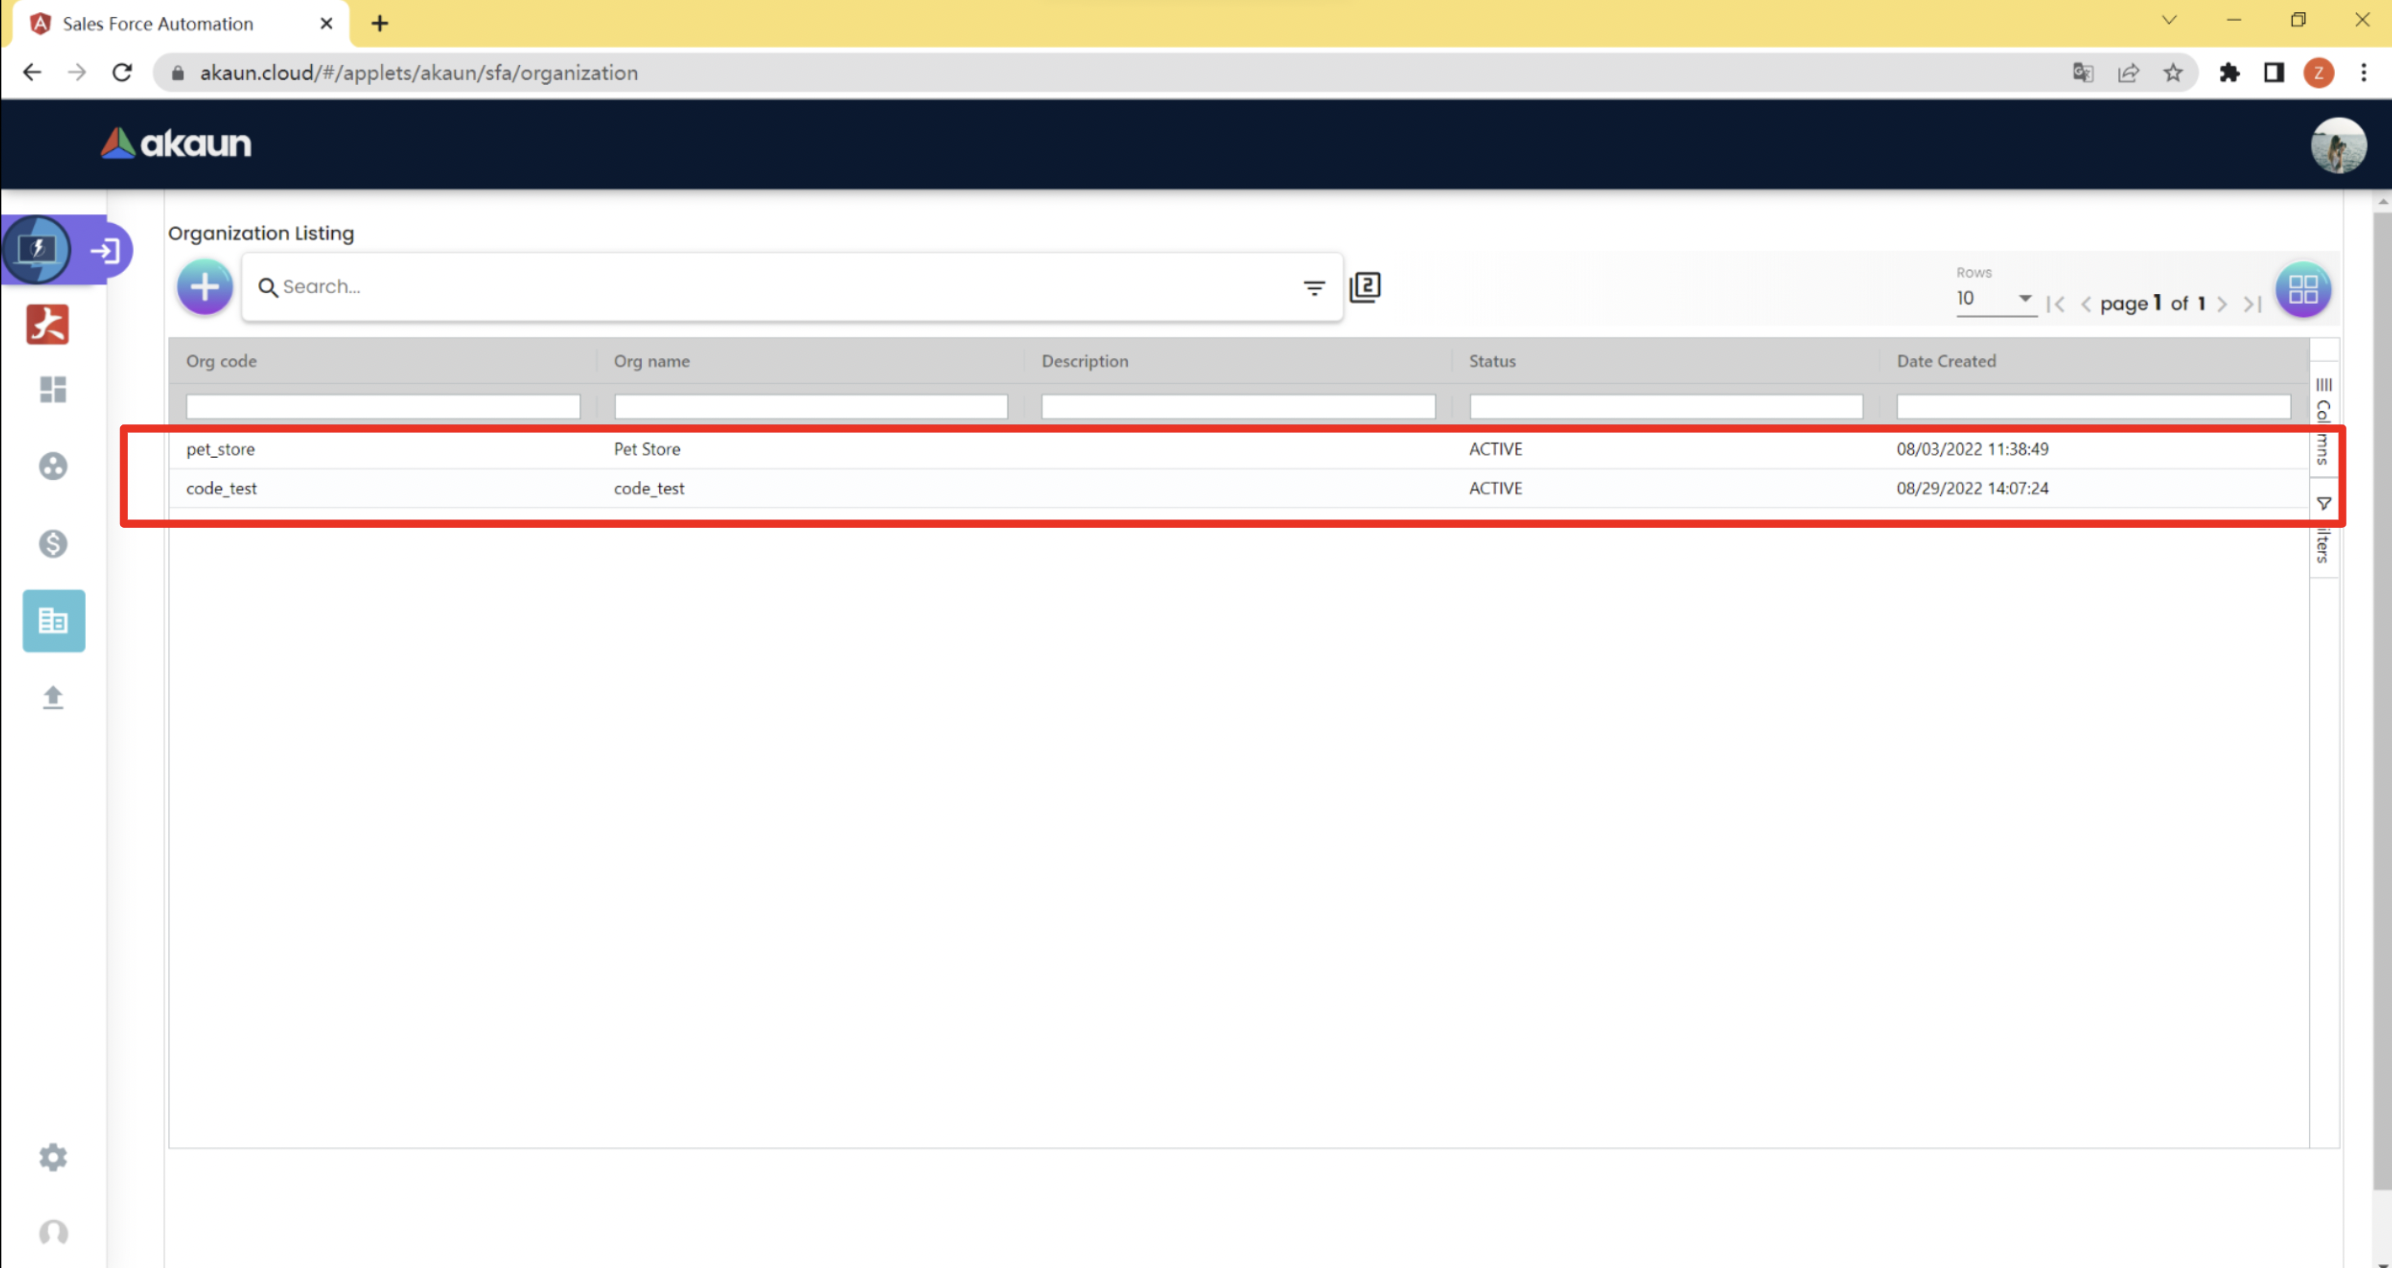 Sales Force Automation
akaun.cloud/#/applets/akaun/sfa/organization
Z
akaun
Organization Listing
Search...
2
Rows
10
page 1 of 1
大
Org code Org name Description Status Date Created
pet_store Pet Store ACTIVE 08/03/2022 11:38:49
code_test code_test ACTIVE 08/29/2022 14:07:24
Columns
ilters